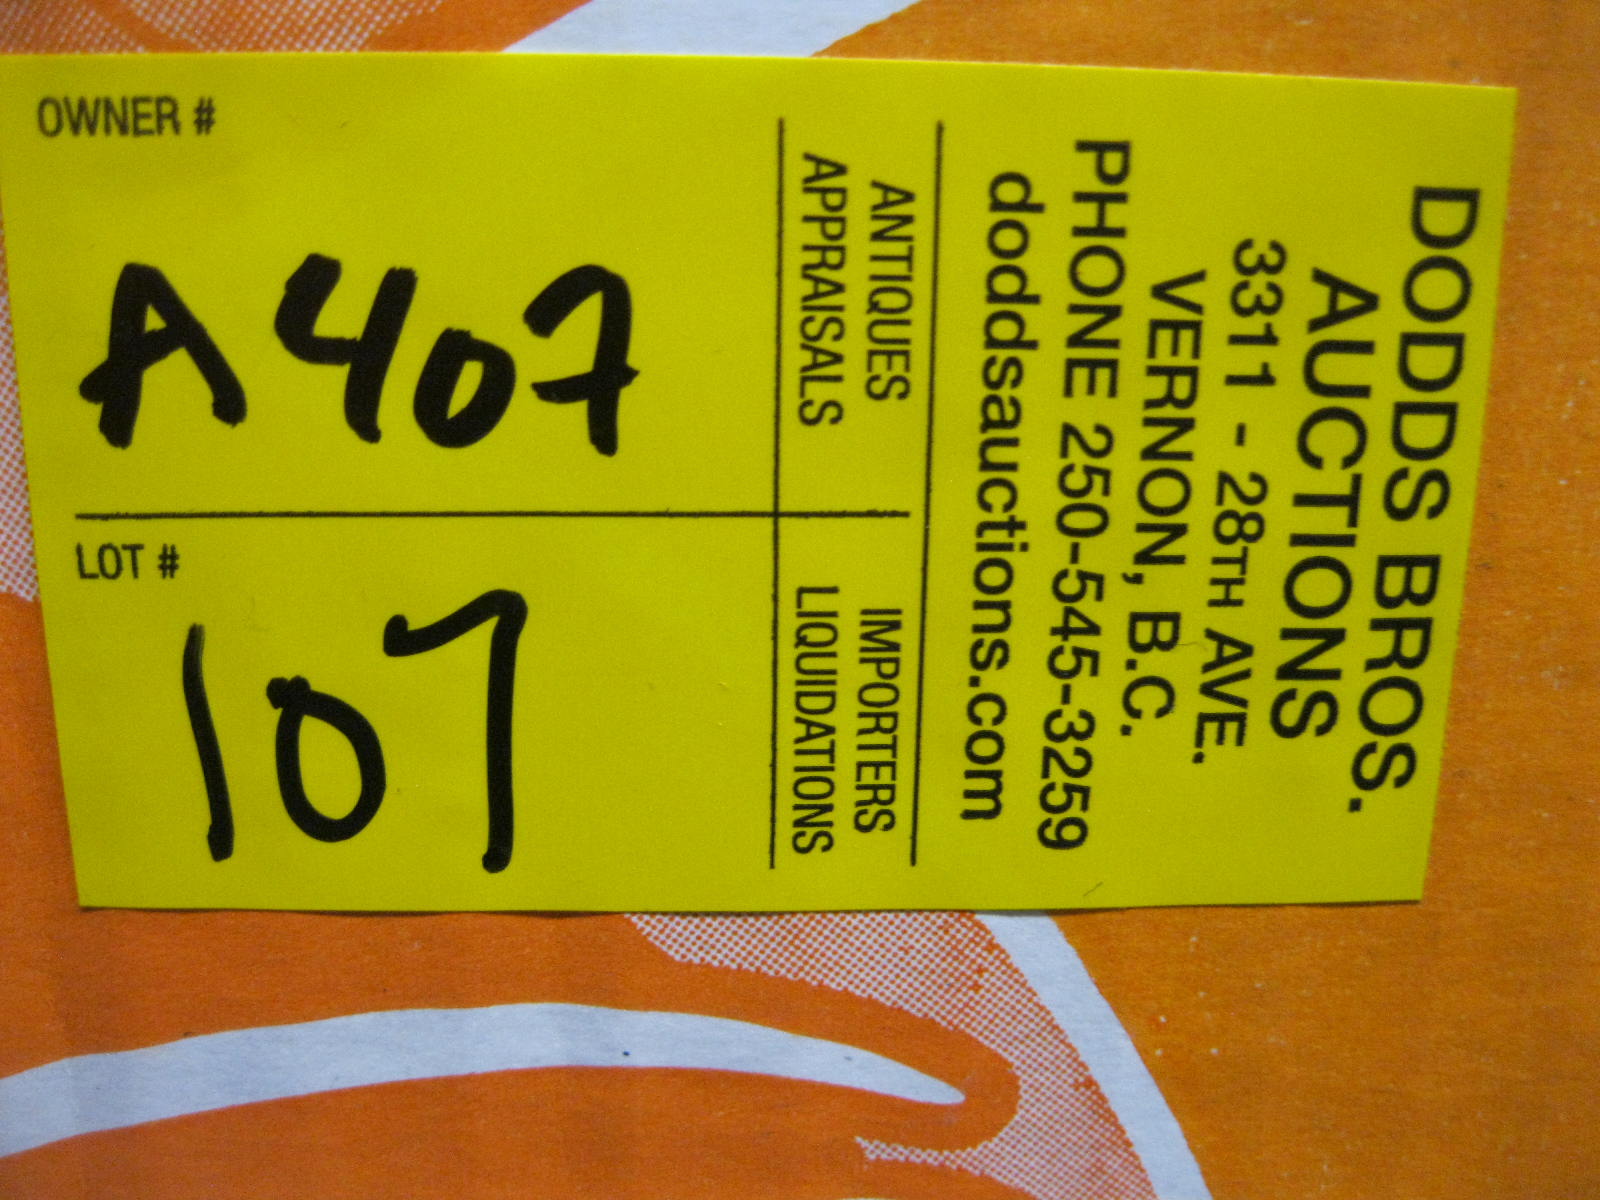 DODDS BROS.
AUCTIONS
3311 - 28TH AVE.
VERNON, B.C.
PHONE 250-545-3259
doddsauctions.com
ANTIQUES
APPRAISALS
IMPORTERS
LIQUIDATIONS
OWNER #
A407
LOT #
107